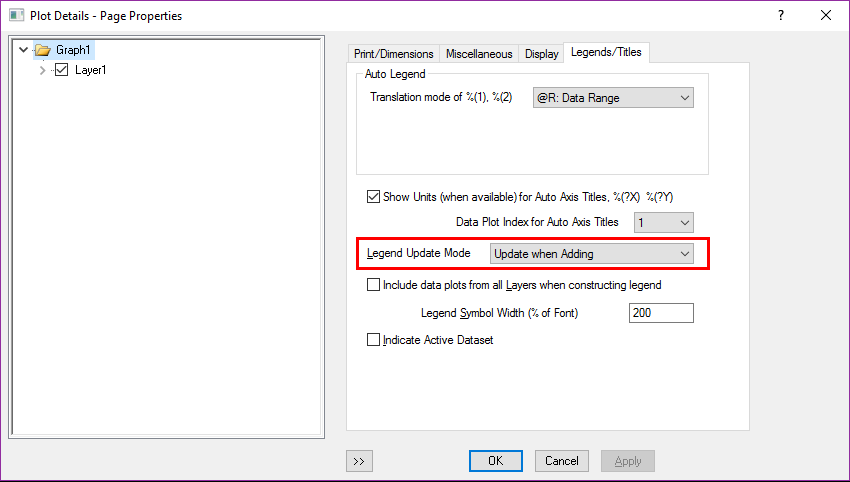 Plot Details - Page Properties
?
Graph1
Layer1
Print/Dimensions Miscellaneous Display Legends/Titles
Auto Legend
Translation mode of %(1), %(2) @R: Data Range
Show Units (when available) for Auto Axis Titles, %(?X) %(?Y)
Data Plot Index for Auto Axis Titles 1
Legend Update Mode Update when Adding
Include data plots from all Layers when constructing legend
Legend Symbol Width (% of Font) 200
Indicate Active Dataset
>> OK Cancel Apply